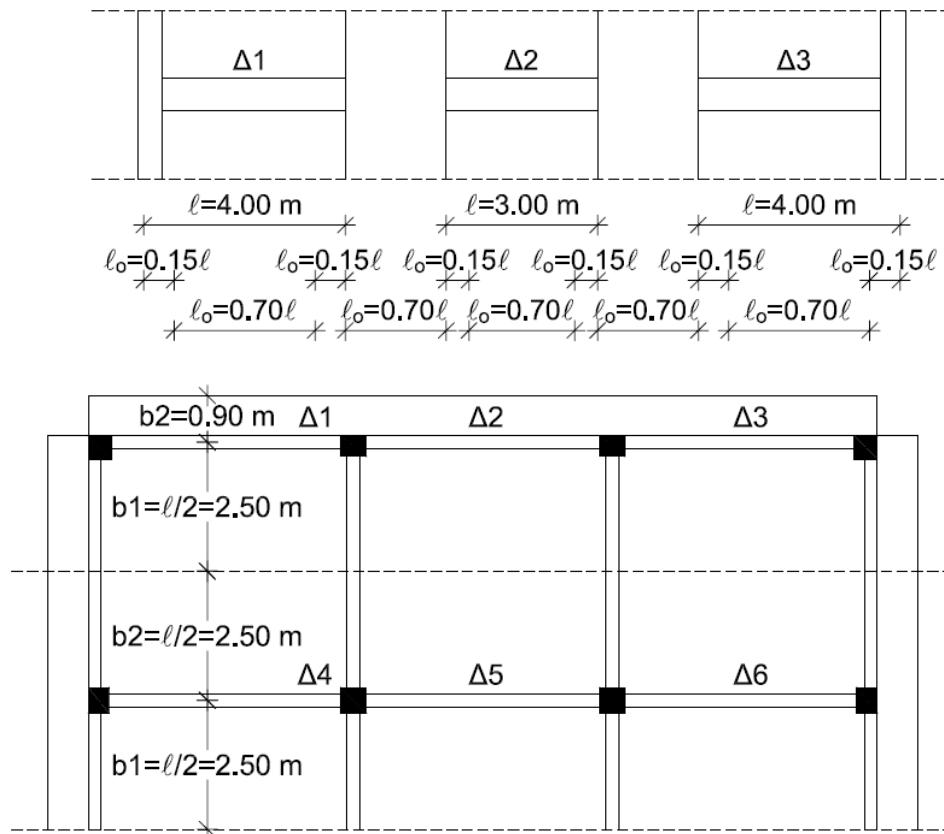 Δ1 Δ2 Δ3
ℓ=4.00 m ℓ=3.00 m ℓ=4.00 m
ℓo=0.15ℓ ℓo=0.15ℓ ℓo=0.15ℓ ℓo=0.15ℓ ℓo=0.15ℓ ℓo=0.15ℓ
ℓo=0.70ℓ ℓo=0.70ℓ ℓo=0.70ℓ ℓo=0.70ℓ ℓo=0.70ℓ
b2=0.90 m Δ1 Δ2 Δ3
b1=ℓ/2=2.50 m
b2=ℓ/2=2.50 m
Δ4 Δ5 Δ6
b1=ℓ/2=2.50 m